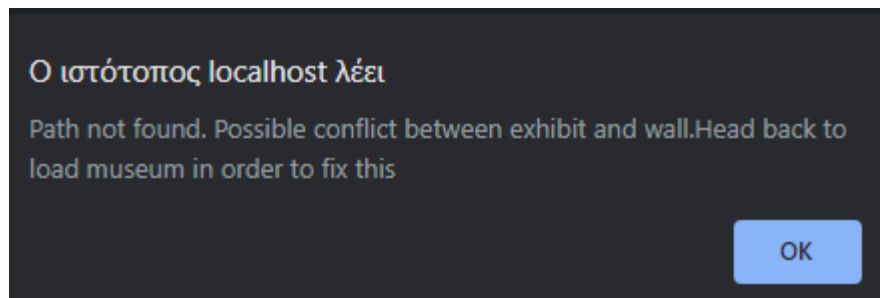 Ο ιστότοπος localhost λέει
Path not found. Possible conflict between exhibit and wall.Head back to
load museum in order to fix this
OK